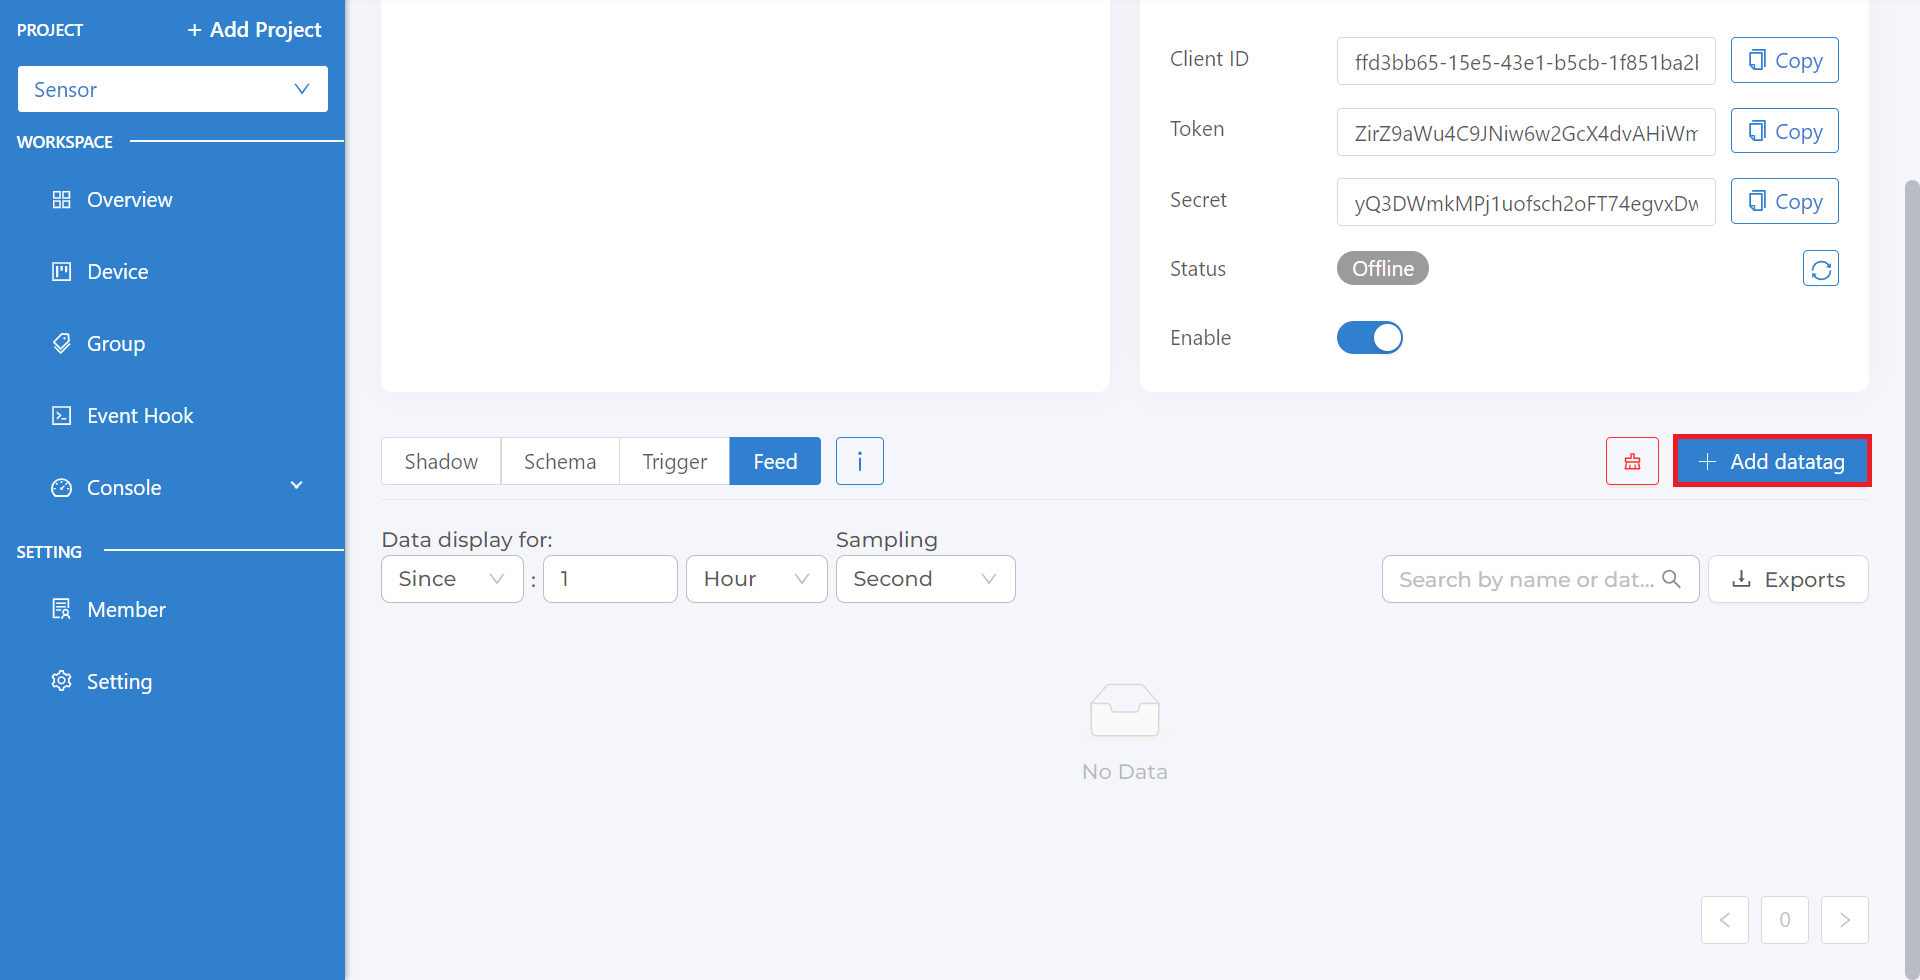 PROJECT
+ Add Project
Sensor
WORKSPACE
Overview
Device
Group
Event Hook
Console
SETTING
Member
Setting
Client ID
ffd3bb65-15e5-43e1-b5cb-1f851ba2
Copy
Token
ZirZ9aWu4C9JNiw6w2GcX4dvAHiWm
Copy
Secret
yQ3DWmkMPj1uofsch2oFT74egvxDw
Copy
Status
Offline
Enable
Shadow
Schema
Trigger
Feed
i
+ Add datatag
Data display for:
Sampling
Since
:
1
Hour
Second
Search by name or dat...
Exports
No Data
< 0 >